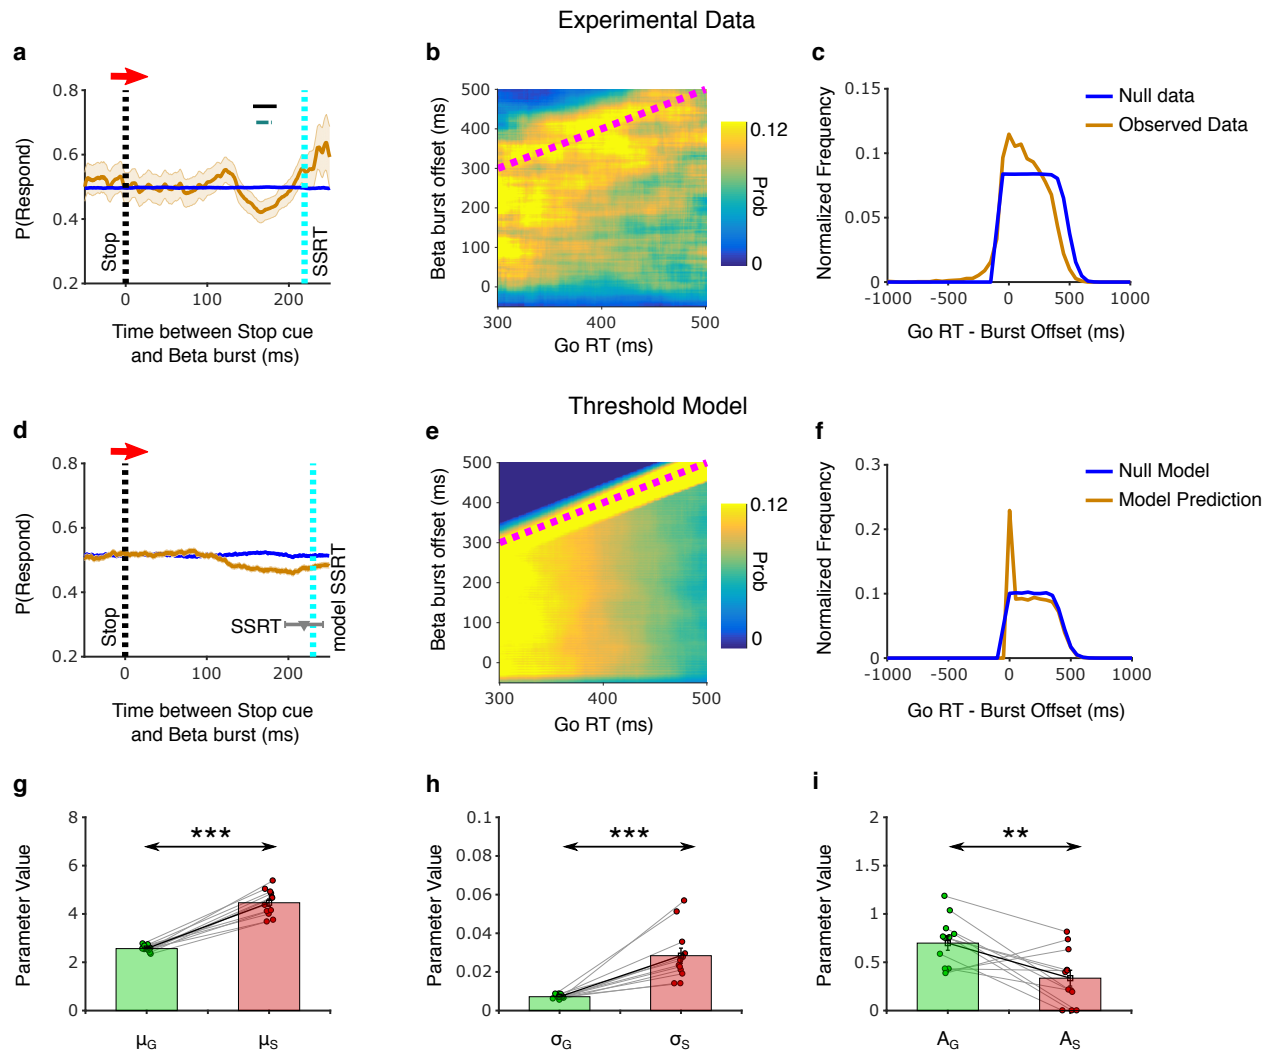 Experimental Data
a
0.8
0.6
0.4
0.2
P(Respond)
Stop
SSRT
0
100
200
Time between Stop cue
and Beta burst (ms)
b
500
400
300
200
100
0
Beta burst offset (ms)
300
400
500
Go RT (ms)
0.12
Prob
0
c
0.15
0.1
0.05
0
Normalized Frequency
Null data
Observed Data
-1000
-500
0
500
1000
Go RT - Burst Offset (ms)
Threshold Model
d
0.8
0.6
0.4
0.2
P(Respond)
Stop
SSRT
model SSRT
0
100
200
Time between Stop cue
and Beta burst (ms)
e
500
400
300
200
100
0
Beta burst offset (ms)
300
400
500
Go RT (ms)
0.12
Prob
0
f
0.3
0.2
0.1
0
Normalized Frequency
Null Model
Model Prediction
-1000
-500
0
500
1000
Go RT - Burst Offset (ms)
g
8
6
4
2
0
Parameter Value
***
μG
μS
h
0.1
0.08
0.06
0.04
0.02
0
Parameter Value
***
σG
σS
i
2
1.5
1
0.5
0
Parameter Value
**
AG
AS